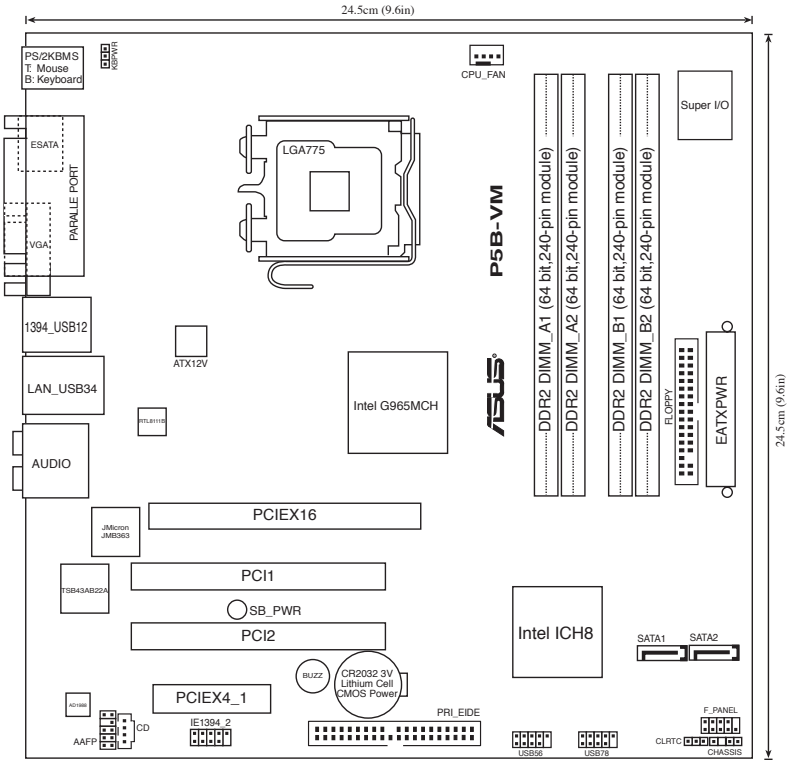 24.5cm (9.6in)
PS/2KBMS
T: Mouse
B: Keyboard
KBPWR
CPU_FAN
Super I/O
ESATA
PARALLE PORT
VGA
LGA775
P5B-VM
DDR2 DIMM_A1 (64 bit,240-pin module)
DDR2 DIMM_A2 (64 bit,240-pin module)
DDR2 DIMM_B1 (64 bit,240-pin module)
DDR2 DIMM_B2 (64 bit,240-pin module)
24.5cm (9.6in)
1394_USB12
ATX12V
LAN_USB34
Intel G965MCH
ASUS
®
FLOPPY
EATXPWR
RTL8111B
AUDIO
PCIEX16
JMicron
JMB363
PCI1
TSB43AB22A
SB_PWR
PCI2
Intel ICH8
SATA1
SATA2
BUZZ
CR2032 3V
Lithium Cell
CMOS Power
PCIEX4_1
AD1988
CD
AAFP
IE1394_2
PRI_EIDE
USB56
USB78
F_PANEL
CLRTC
CHASSIS